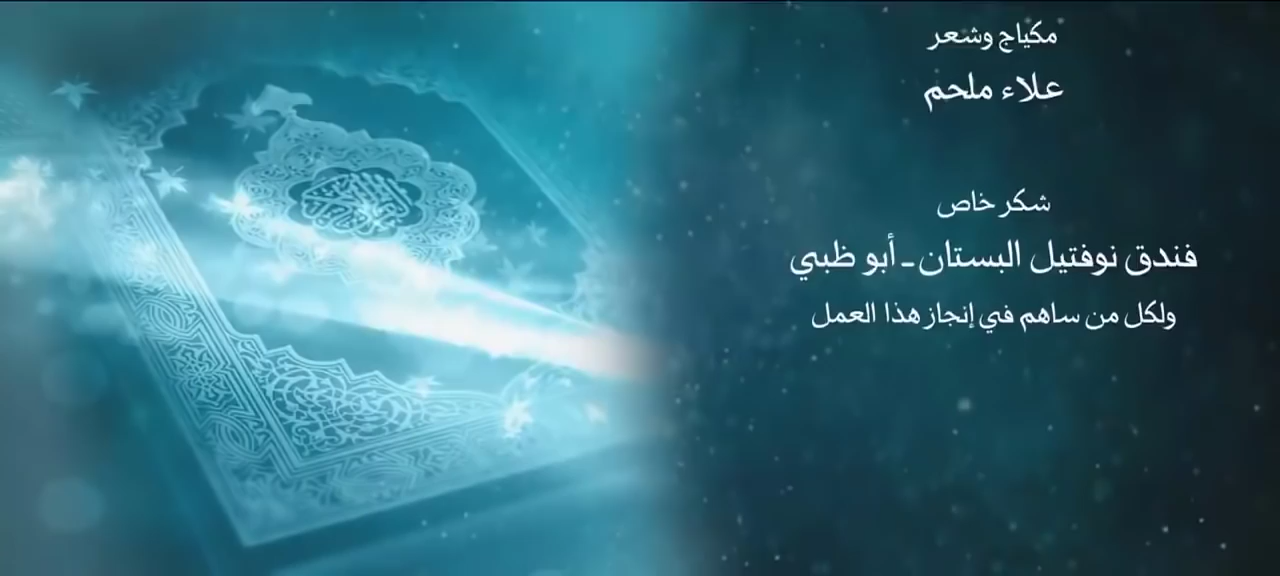 مكياج وشعر
علاء ملحم
شكر خاص
فندق نوفتيل البستان - أبو ظبي
ولكل من ساهم في إنجاز هذا العمل